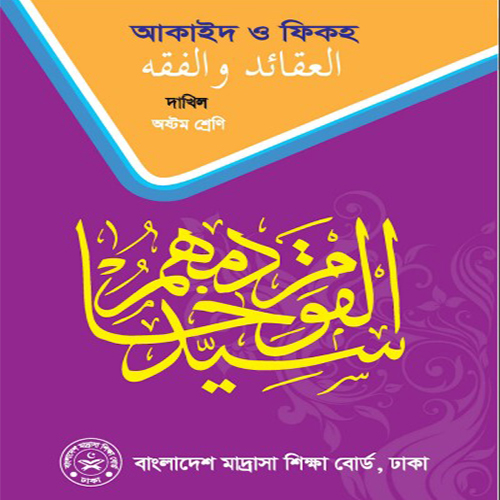 আকাইদ ও ফিকহ
العقائد والفقه
দাখিল
অষ্টম শ্রেণি
سيد القوم خادمهم
বাংলাদেশ মাদ্রাসা শিক্ষা বোর্ড
ঢাকা
বাংলাদেশ মাদ্রাসা শিক্ষা বোর্ড, ঢাকা